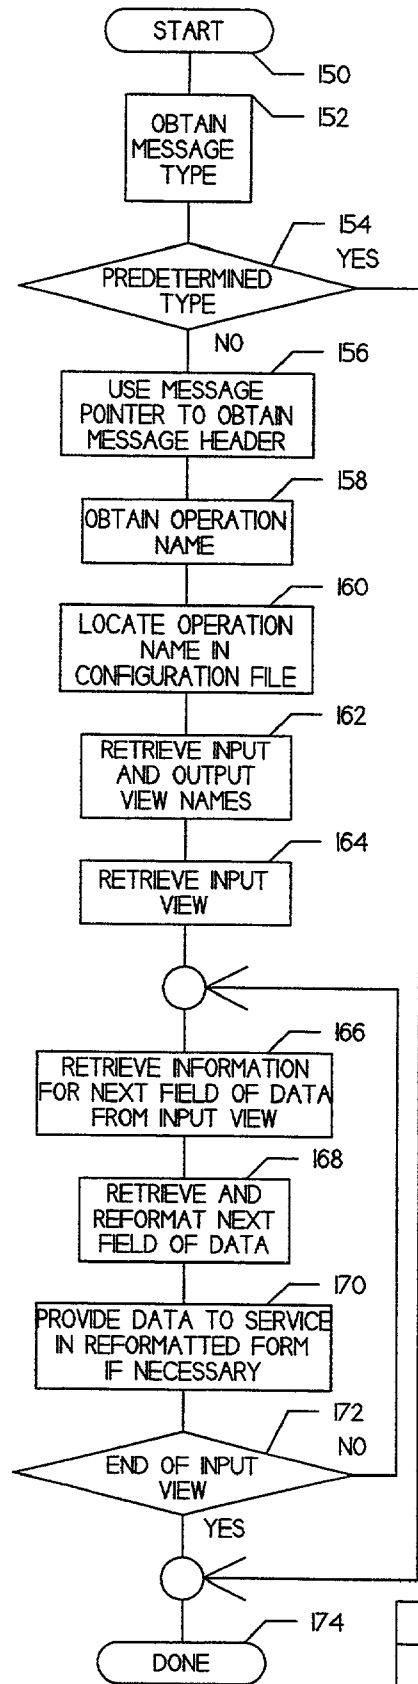 START
150
152
OBTAIN
MESSAGE
TYPE
154
YES
PREDETERMINED
TYPE
NO
156
USE MESSAGE
POINTER TO OBTAIN
MESSAGE HEADER
158
OBTAIN OPERATION
NAME
160
LOCATE OPERATION
NAME IN
CONFIGURATION FILE
162
RETRIEVE INPUT
AND OUTPUT
VIEW NAMES
164
RETRIEVE INPUT
VIEW
166
RETRIEVE INFORMATION
FOR NEXT FIELD OF DATA
FROM INPUT VIEW
168
RETRIEVE AND
REFORMAT NEXT
FIELD OF DATA
170
PROVIDE DATA TO SERVICE
IN REFORMATTED FORM
IF NECESSARY
172
NO
END OF INPUT
VIEW
YES
174
DONE